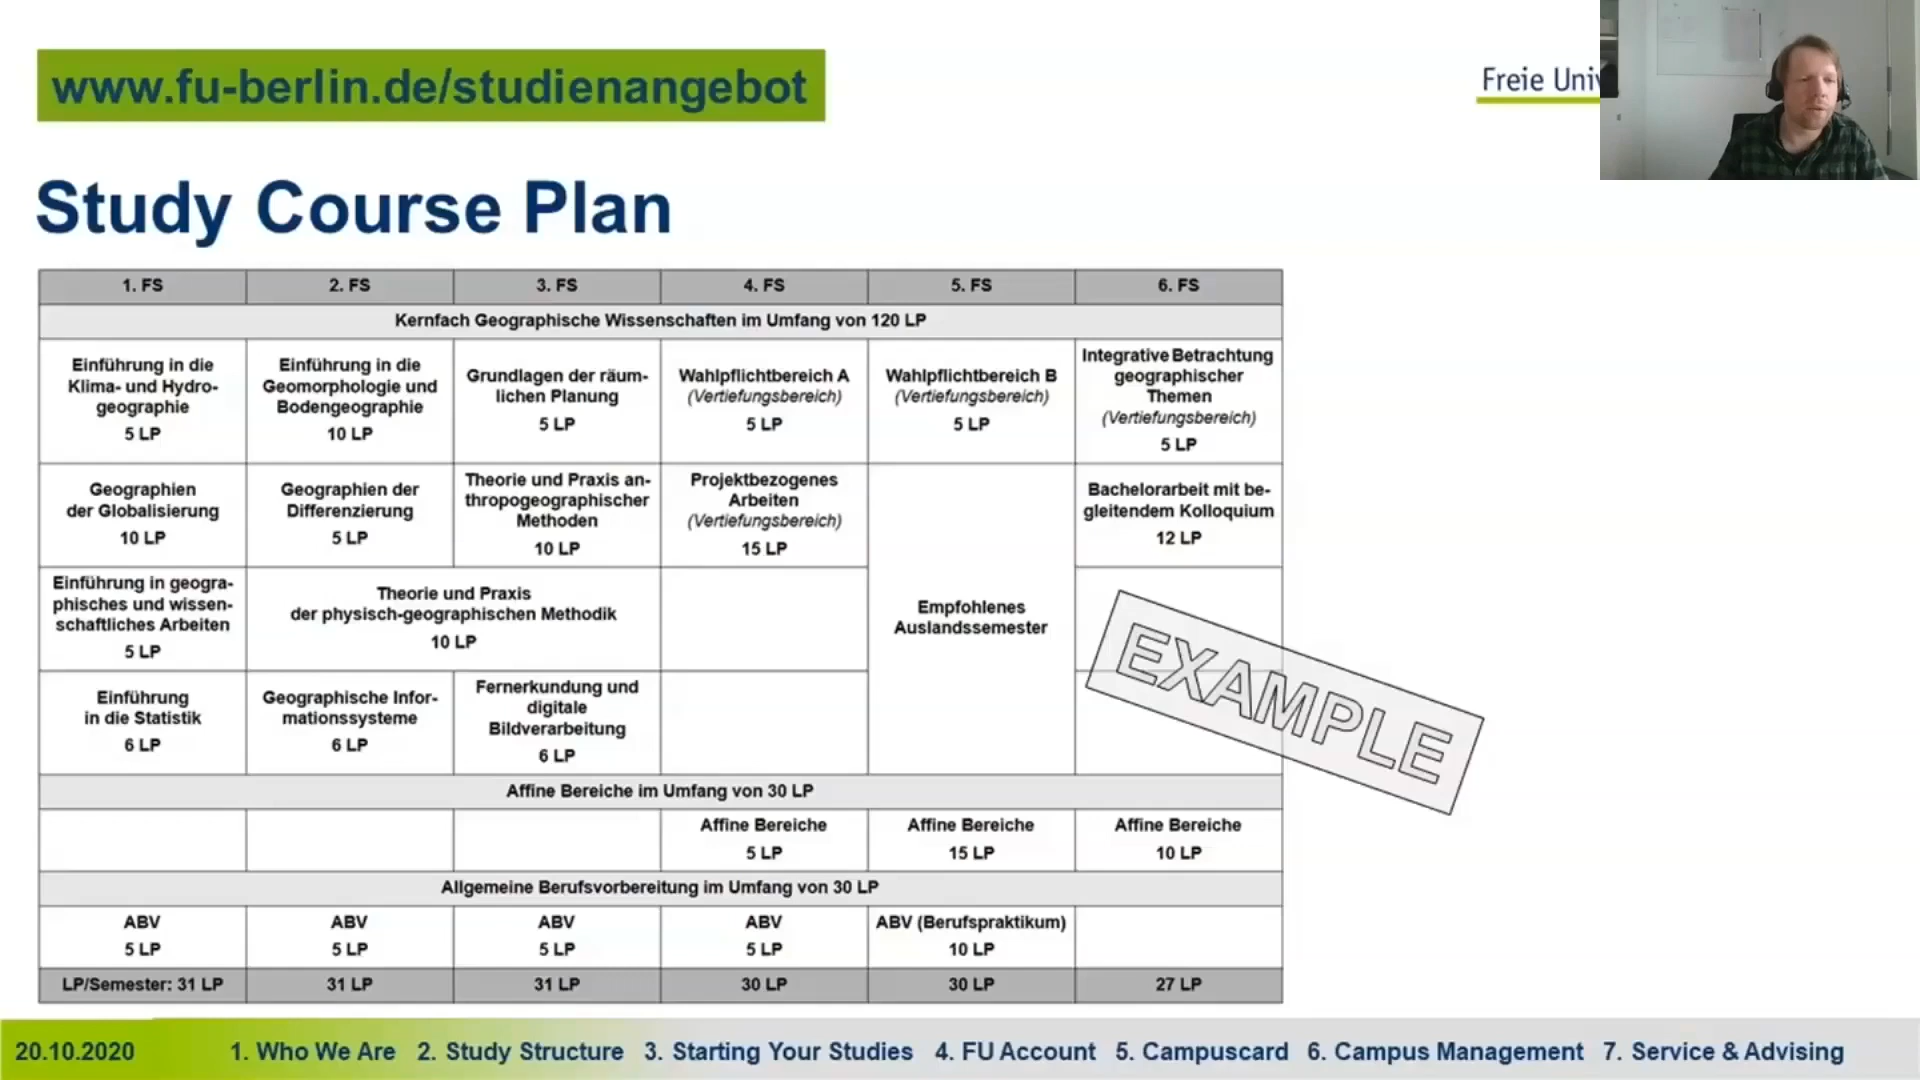 www.fu-berlin.de/studienangebot
Freie Univ
Study Course Plan
1. FS 2. FS 3. FS 4. FS 5. FS 6. FS
Kernfach Geographische Wissenschaften im Umfang von 120 LP
Einführung in die
Klima- und Hydro-
geographie
5 LP
Einführung in die
Geomorphologie und
Bodengeographie
10 LP
Grundlagen der räum-
lichen Planung
5 LP
Wahlpflichtbereich A
(Vertiefungsbereich)
5 LP
Wahlpflichtbereich B
(Vertiefungsbereich)
5 LP
Integrative Betrachtung
geographischer
Themen
(Vertiefungsbereich)
5 LP
Geographien
der Globalisierung
10 LP
Geographien der
Differenzierung
5 LP
Theorie und Praxis an-
thropogeographischer
Methoden
10 LP
Projektbezogenes
Arbeiten
(Vertiefungsbereich)
15 LP
Empfohlenes
Auslandssemester
Bachelorarbeit mit be-
gleitendem Kolloquium
12 LP
Einführung in geogra-
phisches und wissen-
schaftliches Arbeiten
5 LP
Theorie und Praxis
der physisch-geographischen Methodik
10 LP
EXAMPLE
Einführung
in die Statistik
6 LP
Geographische Infor-
mationssysteme
6 LP
Fernerkundung und
digitale
Bildverarbeitung
6 LP
Affine Bereiche im Umfang von 30 LP
Affine Bereiche
5 LP
Affine Bereiche
15 LP
Affine Bereiche
10 LP
Allgemeine Berufsvorbereitung im Umfang von 30 LP
ABV
5 LP
ABV
5 LP
ABV
5 LP
ABV
5 LP
ABV (Berufspraktikum)
10 LP
LP/Semester: 31 LP 31 LP 31 LP 30 LP 30 LP 27 LP
20.10.2020 1. Who We Are 2. Study Structure 3. Starting Your Studies 4. FU Account 5. Campuscard 6. Campus Management 7. Service & Advising